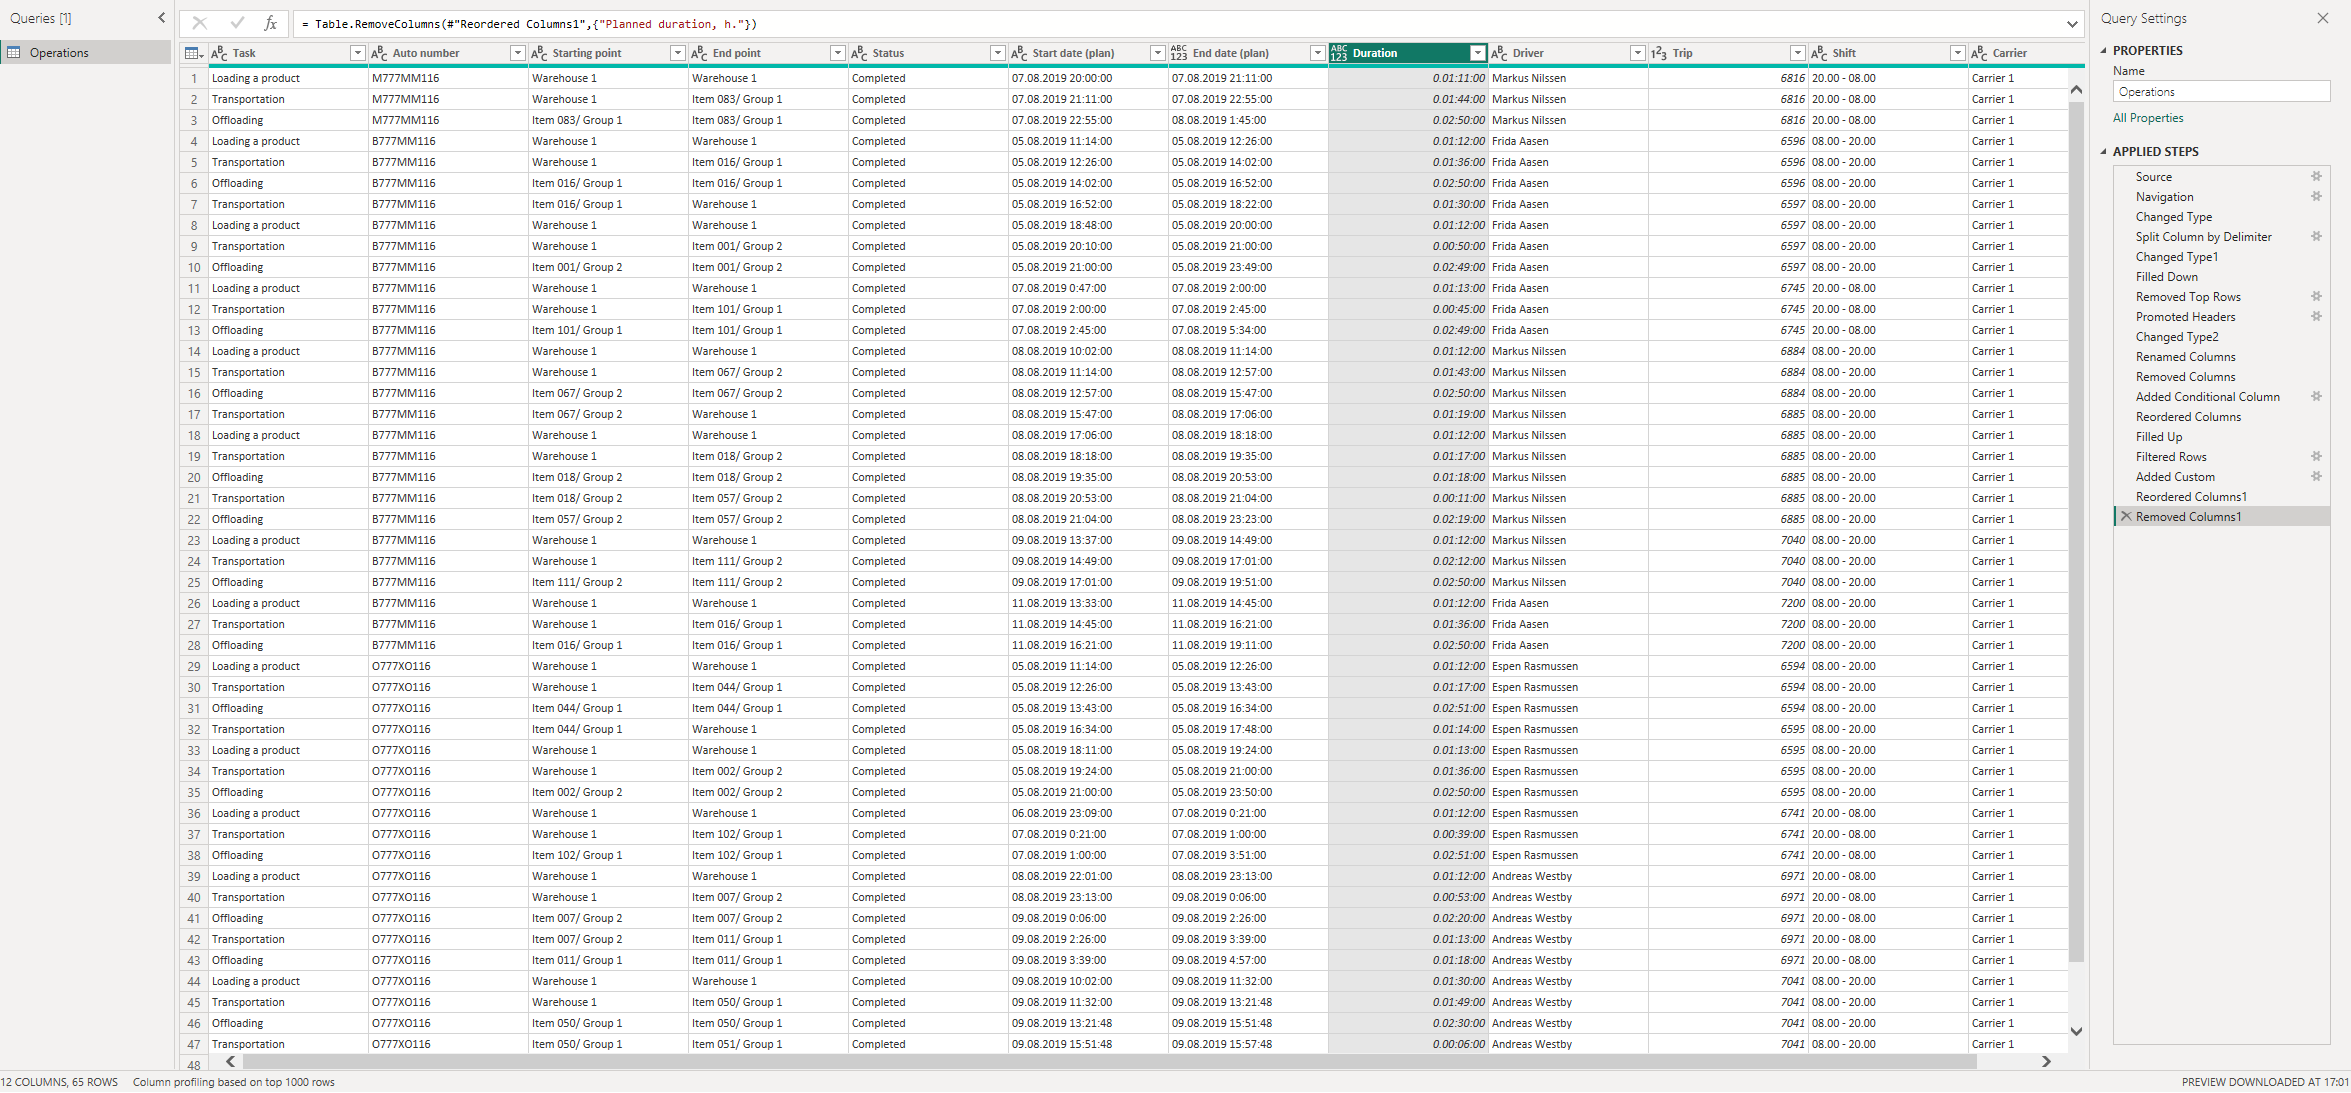 Queries [1]
Operations
= Table.RemoveColumns(#"Reordered Columns1",{"Planned duration, h."})
Task Auto number Starting point End point Status Start date (plan) End date (plan) Duration Driver Trip Shift Carrier
1 Loading a product M777MM116 Warehouse 1 Warehouse 1 Completed 07.08.2019 20:00:00 07.08.2019 21:11:00 0.01:11:00 Markus Nilssen 6816 20.00 - 08.00 Carrier 1
2 Transportation M777MM116 Warehouse 1 Item 083/ Group 1 Completed 07.08.2019 21:11:00 07.08.2019 22:55:00 0.01:44:00 Markus Nilssen 6816 20.00 - 08.00 Carrier 1
3 Offloading M777MM116 Item 083/ Group 1 Item 083/ Group 1 Completed 07.08.2019 22:55:00 08.08.2019 1:45:00 0.02:50:00 Markus Nilssen 6816 20.00 - 08.00 Carrier 1
4 Loading a product B777MM116 Warehouse 1 Warehouse 1 Completed 05.08.2019 11:14:00 05.08.2019 12:26:00 0.01:12:00 Frida Aasen 6596 08.00 - 20.00 Carrier 1
5 Transportation B777MM116 Warehouse 1 Item 016/ Group 1 Completed 05.08.2019 12:26:00 05.08.2019 14:02:00 0.01:36:00 Frida Aasen 6596 08.00 - 20.00 Carrier 1
6 Offloading B777MM116 Item 016/ Group 1 Item 016/ Group 1 Completed 05.08.2019 14:02:00 05.08.2019 16:52:00 0.02:50:00 Frida Aasen 6596 08.00 - 20.00 Carrier 1
7 Transportation B777MM116 Item 016/ Group 1 Warehouse 1 Completed 05.08.2019 16:52:00 05.08.2019 18:22:00 0.01:30:00 Frida Aasen 6597 08.00 - 20.00 Carrier 1
8 Loading a product B777MM116 Warehouse 1 Warehouse 1 Completed 05.08.2019 18:48:00 05.08.2019 20:00:00 0.01:12:00 Frida Aasen 6597 08.00 - 20.00 Carrier 1
9 Transportation B777MM116 Warehouse 1 Item 001/ Group 2 Completed 05.08.2019 20:10:00 05.08.2019 21:00:00 0.00:50:00 Frida Aasen 6597 08.00 - 20.00 Carrier 1
10 Offloading B777MM116 Item 001/ Group 2 Item 001/ Group 2 Completed 05.08.2019 21:00:00 05.08.2019 23:49:00 0.02:49:00 Frida Aasen 6597 08.00 - 20.00 Carrier 1
11 Loading a product B777MM116 Warehouse 1 Warehouse 1 Completed 07.08.2019 0:47:00 07.08.2019 2:00:00 0.01:13:00 Frida Aasen 6745 20.00 - 08.00 Carrier 1
12 Transportation B777MM116 Warehouse 1 Item 101/ Group 1 Completed 07.08.2019 2:00:00 07.08.2019 2:45:00 0.00:45:00 Frida Aasen 6745 20.00 - 08.00 Carrier 1
13 Offloading B777MM116 Item 101/ Group 1 Item 101/ Group 1 Completed 07.08.2019 2:45:00 07.08.2019 5:34:00 0.02:49:00 Frida Aasen 6745 20.00 - 08.00 Carrier 1
14 Loading a product B777MM116 Warehouse 1 Warehouse 1 Completed 08.08.2019 10:02:00 08.08.2019 11:14:00 0.01:12:00 Markus Nilssen 6884 08.00 - 20.00 Carrier 1
15 Transportation B777MM116 Warehouse 1 Item 067/ Group 2 Completed 08.08.2019 11:14:00 08.08.2019 12:57:00 0.01:43:00 Markus Nilssen 6884 08.00 - 20.00 Carrier 1
16 Offloading B777MM116 Item 067/ Group 2 Item 067/ Group 2 Completed 08.08.2019 12:57:00 08.08.2019 15:47:00 0.02:50:00 Markus Nilssen 6884 08.00 - 20.00 Carrier 1
17 Transportation B777MM116 Item 067/ Group 2 Warehouse 1 Completed 08.08.2019 15:47:00 08.08.2019 17:06:00 0.01:19:00 Markus Nilssen 6885 08.00 - 20.00 Carrier 1
18 Loading a product B777MM116 Warehouse 1 Warehouse 1 Completed 08.08.2019 17:06:00 08.08.2019 18:18:00 0.01:12:00 Markus Nilssen 6885 08.00 - 20.00 Carrier 1
19 Transportation B777MM116 Warehouse 1 Item 018/ Group 2 Completed 08.08.2019 18:18:00 08.08.2019 19:35:00 0.01:17:00 Markus Nilssen 6885 08.00 - 20.00 Carrier 1
20 Offloading B777MM116 Item 018/ Group 2 Item 018/ Group 2 Completed 08.08.2019 19:35:00 08.08.2019 20:53:00 0.01:18:00 Markus Nilssen 6885 08.00 - 20.00 Carrier 1
21 Transportation B777MM116 Item 018/ Group 2 Item 057/ Group 2 Completed 08.08.2019 20:53:00 08.08.2019 21:04:00 0.00:11:00 Markus Nilssen 6885 08.00 - 20.00 Carrier 1
22 Offloading B777MM116 Item 057/ Group 2 Item 057/ Group 2 Completed 08.08.2019 21:04:00 08.08.2019 23:23:00 0.02:19:00 Markus Nilssen 6885 08.00 - 20.00 Carrier 1
23 Loading a product B777MM116 Warehouse 1 Warehouse 1 Completed 09.08.2019 13:37:00 09.08.2019 14:49:00 0.01:12:00 Markus Nilssen 7040 08.00 - 20.00 Carrier 1
24 Transportation B777MM116 Warehouse 1 Item 111/ Group 2 Completed 09.08.2019 14:49:00 09.08.2019 17:01:00 0.02:12:00 Markus Nilssen 7040 08.00 - 20.00 Carrier 1
25 Offloading B777MM116 Item 111/ Group 2 Item 111/ Group 2 Completed 09.08.2019 17:01:00 09.08.2019 19:51:00 0.02:50:00 Markus Nilssen 7040 08.00 - 20.00 Carrier 1
26 Loading a product B777MM116 Warehouse 1 Warehouse 1 Completed 11.08.2019 13:33:00 11.08.2019 14:45:00 0.01:12:00 Frida Aasen 7200 08.00 - 20.00 Carrier 1
27 Transportation B777MM116 Warehouse 1 Item 016/ Group 1 Completed 11.08.2019 14:45:00 11.08.2019 16:21:00 0.01:36:00 Frida Aasen 7200 08.00 - 20.00 Carrier 1
28 Offloading B777MM116 Item 016/ Group 1 Item 016/ Group 1 Completed 11.08.2019 16:21:00 11.08.2019 19:11:00 0.02:50:00 Frida Aasen 7200 08.00 - 20.00 Carrier 1
29 Loading a product O777XO116 Warehouse 1 Warehouse 1 Completed 05.08.2019 11:14:00 05.08.2019 12:26:00 0.01:12:00 Espen Rasmussen 6594 08.00 - 20.00 Carrier 1
30 Transportation O777XO116 Warehouse 1 Item 044/ Group 1 Completed 05.08.2019 12:26:00 05.08.2019 13:43:00 0.01:17:00 Espen Rasmussen 6594 08.00 - 20.00 Carrier 1
31 Offloading O777XO116 Item 044/ Group 1 Item 044/ Group 1 Completed 05.08.2019 13:43:00 05.08.2019 16:34:00 0.02:51:00 Espen Rasmussen 6594 08.00 - 20.00 Carrier 1
32 Transportation O777XO116 Item 044/ Group 1 Warehouse 1 Completed 05.08.2019 16:34:00 05.08.2019 17:48:00 0.01:14:00 Espen Rasmussen 6595 08.00 - 20.00 Carrier 1
33 Loading a product O777XO116 Warehouse 1 Warehouse 1 Completed 05.08.2019 18:11:00 05.08.2019 19:24:00 0.01:13:00 Espen Rasmussen 6595 08.00 - 20.00 Carrier 1
34 Transportation O777XO116 Warehouse 1 Item 002/ Group 2 Completed 05.08.2019 19:24:00 05.08.2019 21:00:00 0.01:36:00 Espen Rasmussen 6595 08.00 - 20.00 Carrier 1
35 Offloading O777XO116 Item 002/ Group 2 Item 002/ Group 2 Completed 05.08.2019 21:00:00 05.08.2019 23:50:00 0.02:50:00 Espen Rasmussen 6595 08.00 - 20.00 Carrier 1
36 Loading a product O777XO116 Warehouse 1 Warehouse 1 Completed 06.08.2019 23:09:00 07.08.2019 0:21:00 0.01:12:00 Espen Rasmussen 6741 20.00 - 08.00 Carrier 1
37 Transportation O777XO116 Warehouse 1 Item 102/ Group 1 Completed 07.08.2019 0:21:00 07.08.2019 1:00:00 0.00:39:00 Espen Rasmussen 6741 20.00 - 08.00 Carrier 1
38 Offloading O777XO116 Item 102/ Group 1 Item 102/ Group 1 Completed 07.08.2019 1:00:00 07.08.2019 3:51:00 0.02:51:00 Espen Rasmussen 6741 20.00 - 08.00 Carrier 1
39 Loading a product O777XO116 Warehouse 1 Warehouse 1 Completed 08.08.2019 22:01:00 08.08.2019 23:13:00 0.01:12:00 Andreas Westby 6971 20.00 - 08.00 Carrier 1
40 Transportation O777XO116 Warehouse 1 Item 007/ Group 2 Completed 08.08.2019 23:13:00 09.08.2019 0:06:00 0.00:53:00 Andreas Westby 6971 20.00 - 08.00 Carrier 1
41 Offloading O777XO116 Item 007/ Group 2 Item 007/ Group 2 Completed 09.08.2019 0:06:00 09.08.2019 2:26:00 0.02:20:00 Andreas Westby 6971 20.00 - 08.00 Carrier 1
42 Transportation O777XO116 Item 007/ Group 2 Item 011/ Group 1 Completed 09.08.2019 2:26:00 09.08.2019 3:39:00 0.01:13:00 Andreas Westby 6971 20.00 - 08.00 Carrier 1
43 Offloading O777XO116 Item 011/ Group 1 Item 011/ Group 1 Completed 09.08.2019 3:39:00 09.08.2019 4:57:00 0.01:18:00 Andreas Westby 6971 20.00 - 08.00 Carrier 1
44 Loading a product O777XO116 Warehouse 1 Warehouse 1 Completed 09.08.2019 10:02:00 09.08.2019 11:32:00 0.01:30:00 Andreas Westby 7041 08.00 - 20.00 Carrier 1
45 Transportation O777XO116 Warehouse 1 Item 050/ Group 1 Completed 09.08.2019 11:32:00 09.08.2019 13:21:48 0.01:49:00 Andreas Westby 7041 08.00 - 20.00 Carrier 1
46 Offloading O777XO116 Item 050/ Group 1 Item 050/ Group 1 Completed 09.08.2019 13:21:48 09.08.2019 15:51:48 0.02:30:00 Andreas Westby 7041 08.00 - 20.00 Carrier 1
47 Transportation O777XO116 Item 050/ Group 1 Item 051/ Group 1 Completed 09.08.2019 15:51:48 09.08.2019 15:57:48 0.00:06:00 Andreas Westby 7041 08.00 - 20.00 Carrier 1
48
Query Settings
PROPERTIES
Name
Operations
All Properties
APPLIED STEPS
Source
Navigation
Changed Type
Split Column by Delimiter
Changed Type1
Filled Down
Removed Top Rows
Promoted Headers
Changed Type2
Renamed Columns
Removed Columns
Added Conditional Column
Reordered Columns
Filled Up
Filtered Rows
Added Custom
Reordered Columns1
Removed Columns1
12 COLUMNS, 65 ROWS Column profiling based on top 1000 rows
PREVIEW DOWNLOADED AT 17:01